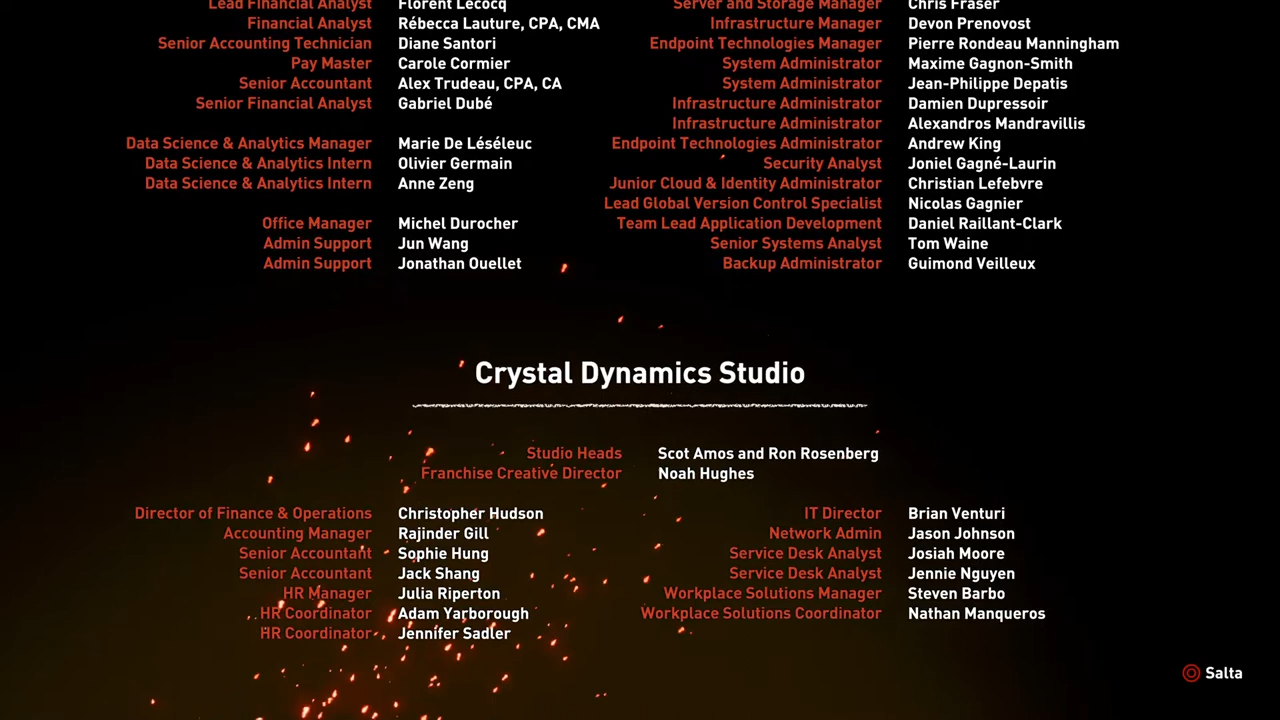 Lead Financial Analyst Florent Lecocq
Financial Analyst Rébecca Lauture, CPA, CMA
Senior Accounting Technician Diane Santori
Pay Master Carole Cormier
Senior Accountant Alex Trudeau, CPA, CA
Senior Financial Analyst Gabriel Dubé
Data Science & Analytics Manager Marie De Léséleuc
Data Science & Analytics Intern Olivier Germain
Data Science & Analytics Intern Anne Zeng
Office Manager Michel Durocher
Admin Support Jun Wang
Admin Support Jonathan Ouellet
Server and Storage Manager Chris Fraser
Infrastructure Manager Devon Prenovost
Endpoint Technologies Manager Pierre Rondeau Manningham
System Administrator Maxime Gagnon-Smith
System Administrator Jean-Philippe Depatis
Infrastructure Administrator Damien Dupressoir
Infrastructure Administrator Alexandros Mandravillis
Endpoint Technologies Administrator Andrew King
Security Analyst Joniel Gagné-Laurin
Junior Cloud & Identity Administrator Christian Lefebvre
Lead Global Version Control Specialist Nicolas Gagnier
Team Lead Application Development Daniel Raillant-Clark
Senior Systems Analyst Tom Waine
Backup Administrator Guimond Veilleux
Crystal Dynamics Studio
Studio Heads Scot Amos and Ron Rosenberg
Franchise Creative Director Noah Hughes
Director of Finance & Operations Christopher Hudson
Accounting Manager Rajinder Gill
Senior Accountant Sophie Hung
Senior Accountant Jack Shang
HR Manager Julia Riperton
HR Coordinator Adam Yarborough
HR Coordinator Jennifer Sadler
IT Director Brian Venturi
Network Admin Jason Johnson
Service Desk Analyst Josiah Moore
Service Desk Analyst Jennie Nguyen
Workplace Solutions Manager Steven Barbo
Workplace Solutions Coordinator Nathan Manqueros
Salta